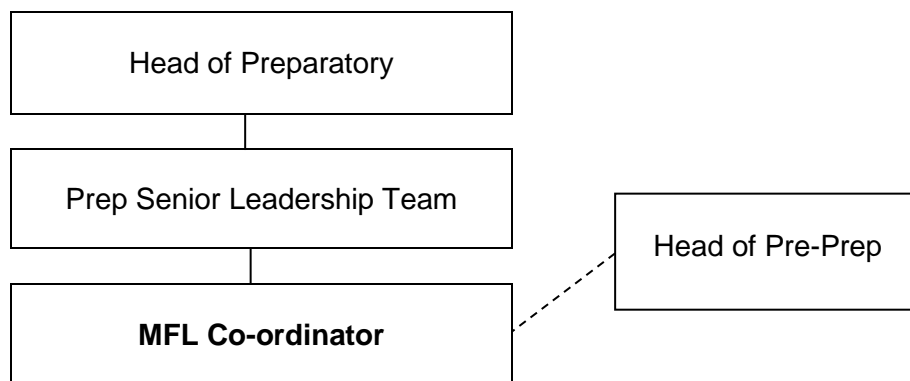 Head of Preparatory
Prep Senior Leadership Team
Head of Pre-Prep
MFL Co-ordinator